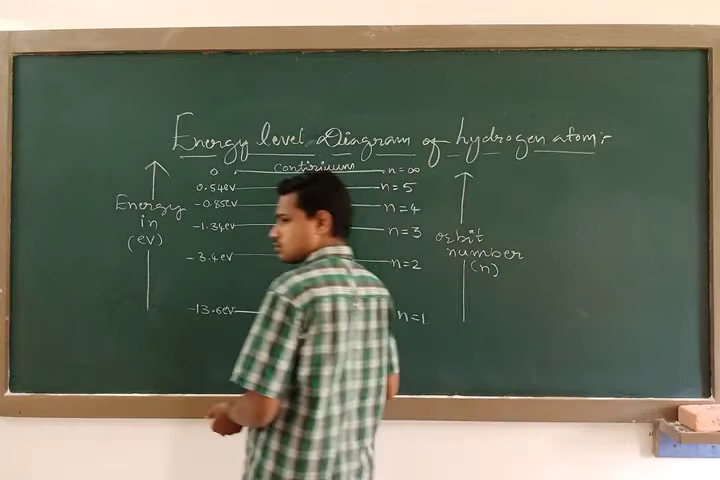 Energy level Diagram of hydrogen atom:-
0 continuum n=∞
0.54eV n=5
-0.85eV n=4
-1.34eV n=3
-3.4eV n=2
-13.6eV n=1
Energy
in
(eV)
orbit
number
(n)